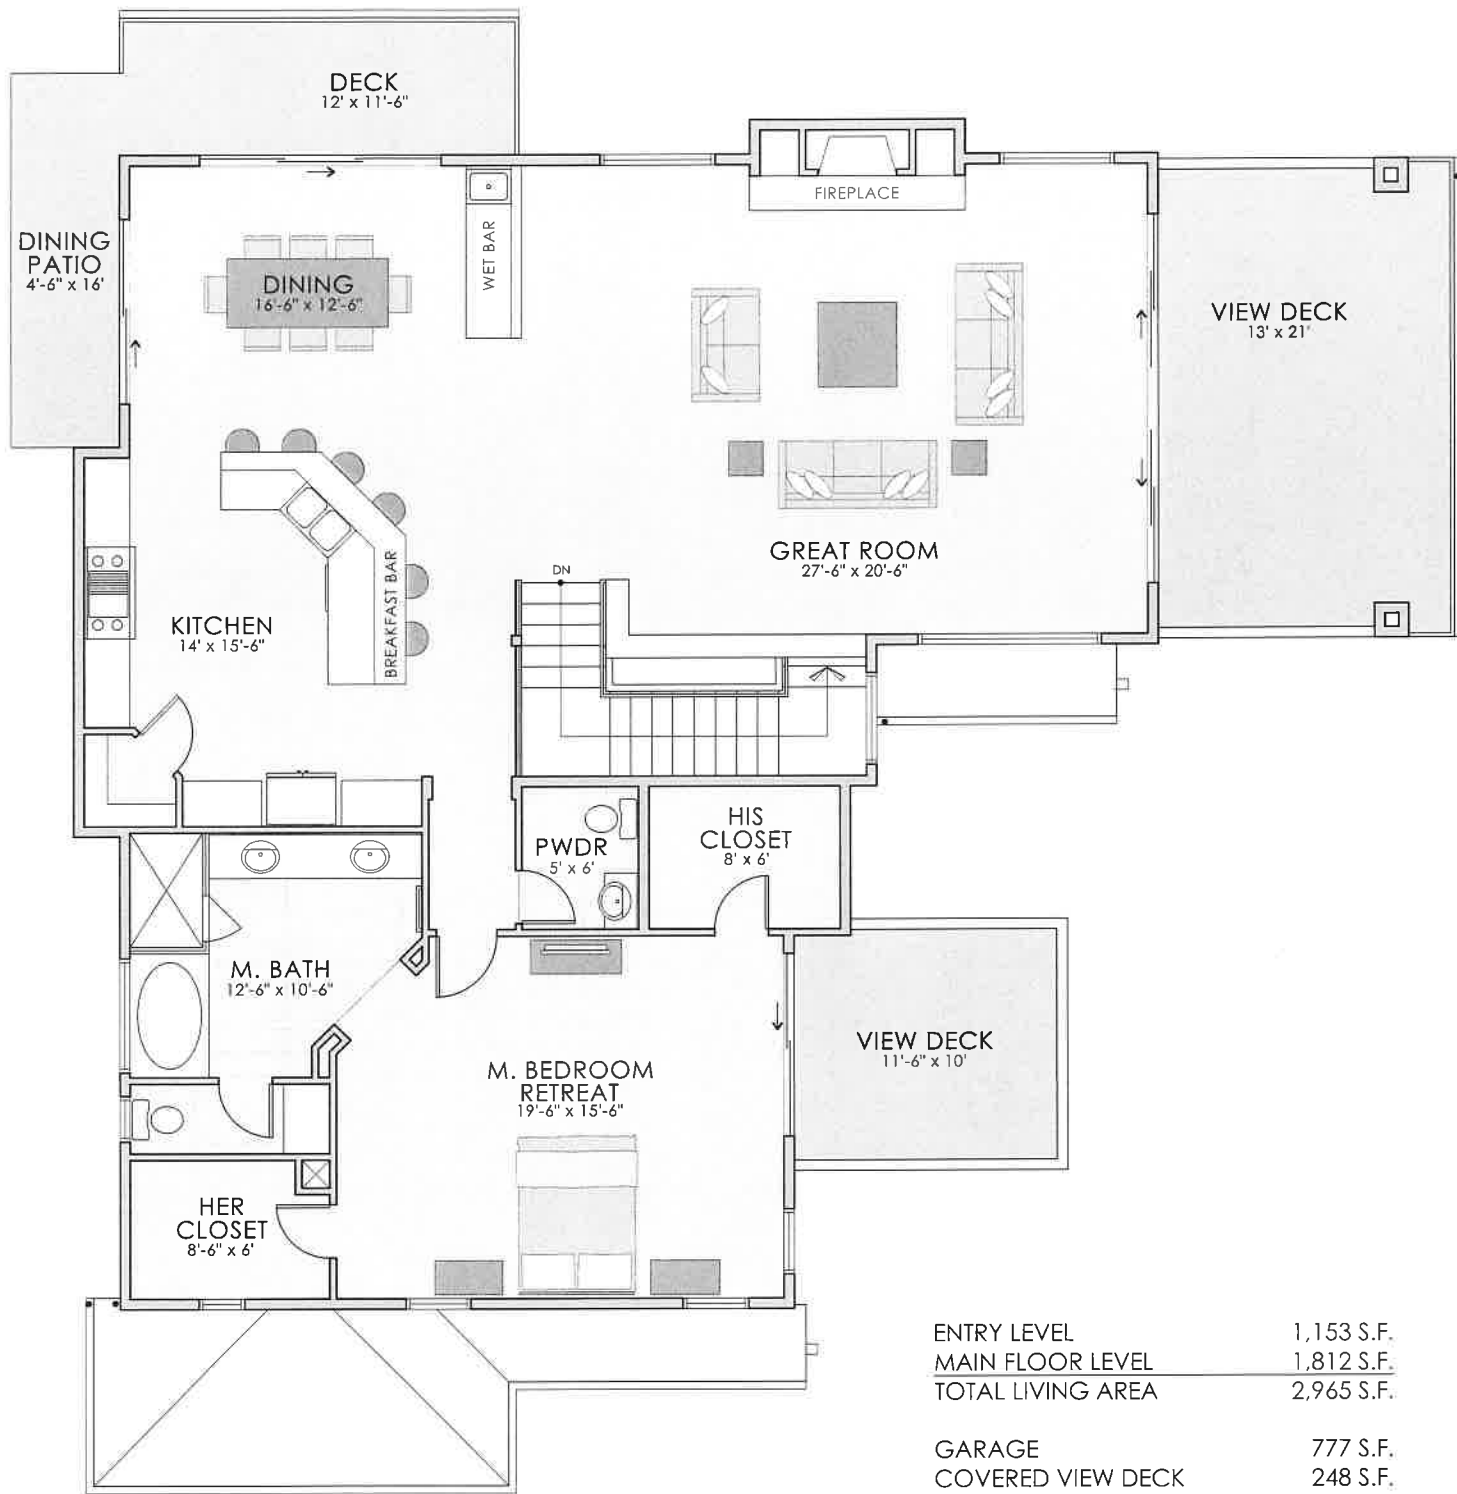 DECK
12' x 11'-6"
DINING
PATIO
4'-6" x 16'
DINING
16'-6" x 12'-6"
WET BAR
FIREPLACE
VIEW DECK
13' x 21'
GREAT ROOM
27'-6" x 20'-6"
DN
KITCHEN
14' x 15'-6"
BREAKFAST BAR
PWDR
5' x 6'
HIS
CLOSET
8' x 6'
M. BATH
12'-6" x 10'-6"
VIEW DECK
11'-6" x 10'
M. BEDROOM
RETREAT
19'-6" x 15'-6"
HER
CLOSET
8'-6" x 6'
ENTRY LEVEL 1,153 S.F.
MAIN FLOOR LEVEL 1,812 S.F.
TOTAL LIVING AREA 2,965 S.F.
GARAGE 777 S.F.
COVERED VIEW DECK 248 S.F.